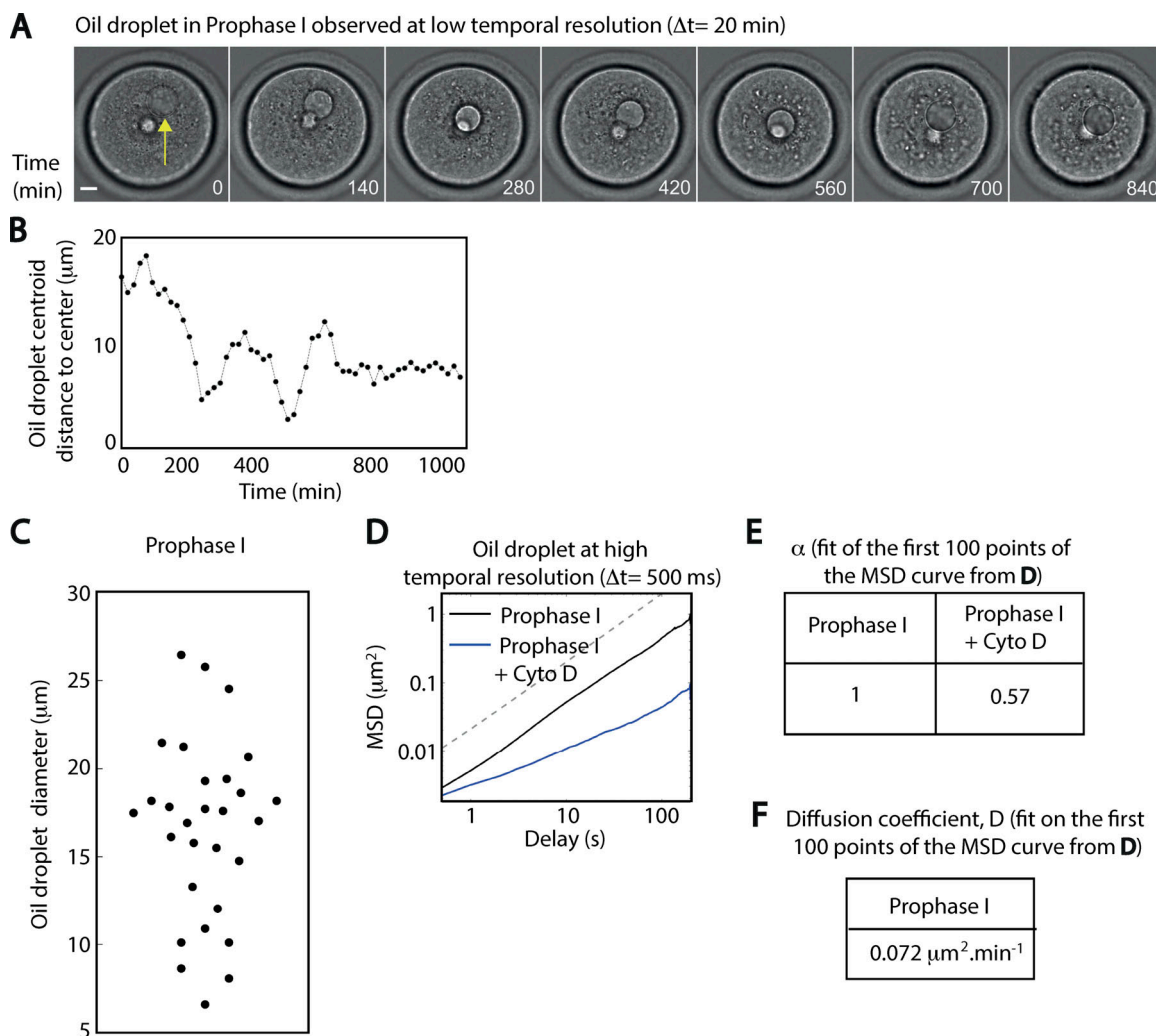 A Oil droplet in Prophase I observed at low temporal resolution (Δt= 20 min)
Time
(min)
0 140 280 420 560 700 840
B
20
10
0
Oil droplet centroid
distance to center (μm)
0 200 400 800 1000
Time (min)
C
Prophase I
30
25
20
15
10
5
Oil droplet diameter (μm)
D
Oil droplet at high
temporal resolution (Δt= 500 ms)
Prophase I
Prophase I
+ Cyto D
1
0.1
0.01
MSD (μm²)
1 10 100
Delay (s)
E
α (fit of the first 100 points of
the MSD curve from D)
Prophase I Prophase I
+ Cyto D
1 0.57
F Diffusion coefficient, D (fit on the first
100 points of the MSD curve from D)
Prophase I
0.072 μm².min⁻¹